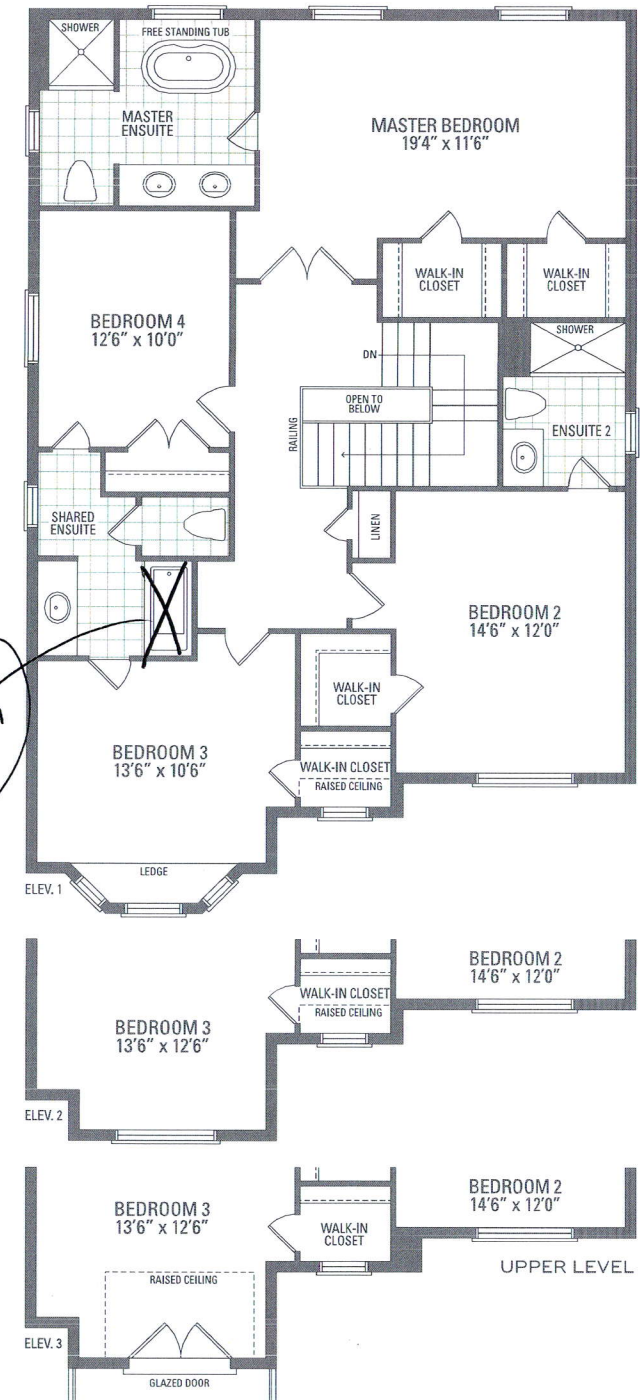 SHOWER
FREE STANDING TUB
MASTER
ENSUITE
MASTER BEDROOM
19'4" x 11'6"
WALK-IN
CLOSET
WALK-IN
CLOSET
BEDROOM 4
12'6" x 10'0"
DN
OPEN TO
BELOW
RAILING
SHOWER
ENSUITE 2
SHARED
ENSUITE
LINEN
BEDROOM 2
14'6" x 12'0"
WALK-IN
CLOSET
BEDROOM 3
13'6" x 10'6"
WALK-IN CLOSET
RAISED CEILING
LEDGE
ELEV. 1
BEDROOM 2
14'6" x 12'0"
WALK-IN CLOSET
RAISED CEILING
BEDROOM 3
13'6" x 12'6"
ELEV. 2
BEDROOM 3
13'6" x 12'6"
WALK-IN
CLOSET
BEDROOM 2
14'6" x 12'0"
UPPER LEVEL
RAISED CEILING
ELEV. 3
GLAZED DOOR